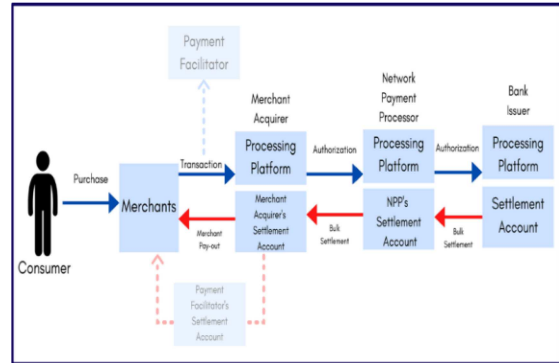 Payment
Facilitator
Merchant
Acquirer
Network
Payment
Processor
Bank
Issuer
Purchase
Transaction
Authorization
Authorization
Processing
Platform
Processing
Platform
Processing
Platform
Merchants
Merchant
Acquirer's
Settlement
Account
NPP's
Settlement
Account
Settlement
Account
Merchant
Pay-out
Bulk
Settlement
Bulk
Settlement
Consumer
Payment
Facilitator's
Settlement
Account